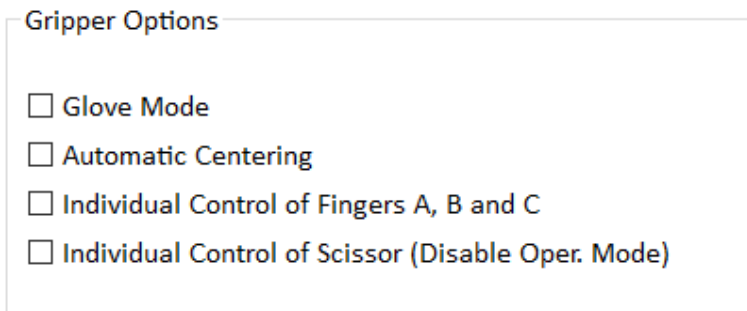 Gripper Options
Glove Mode
Automatic Centering
Individual Control of Fingers A, B and C
Individual Control of Scissor (Disable Oper. Mode)